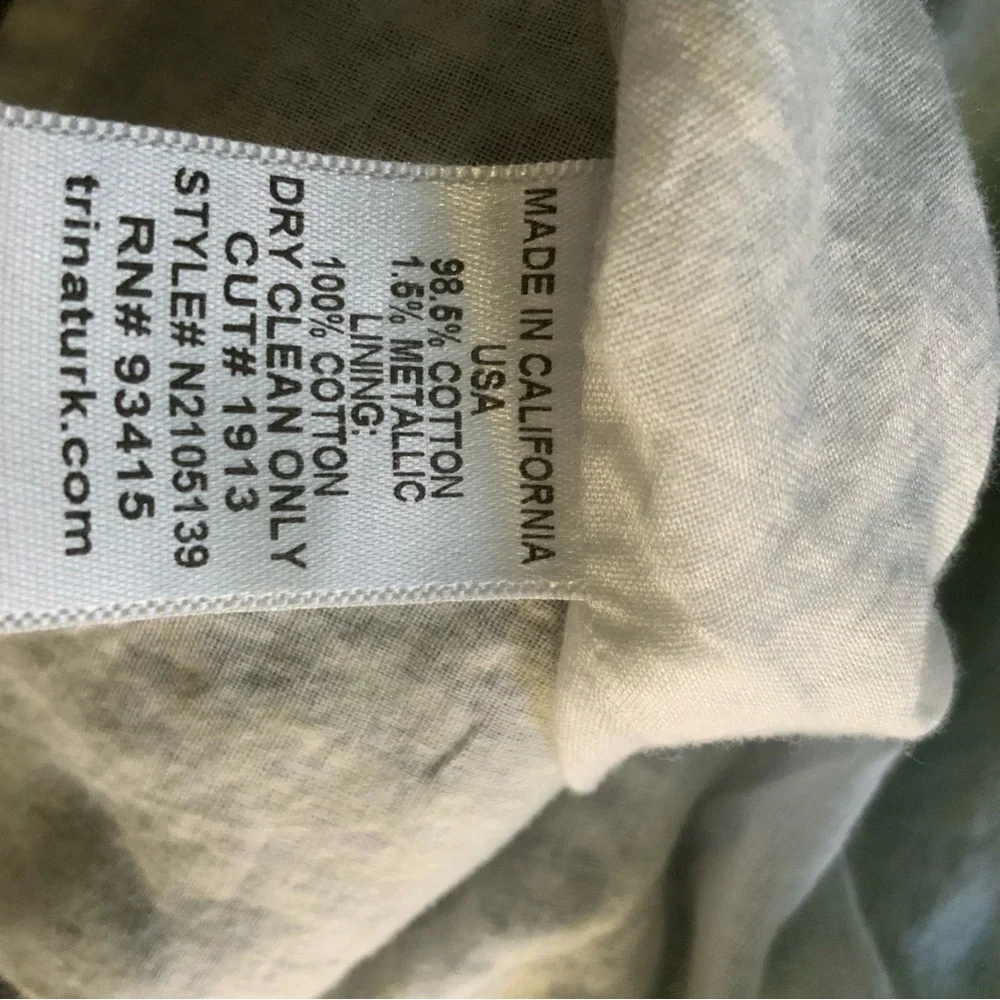 MADE IN CALIFORNIA
USA
98.5% COTTON
1.5% METALLIC
LINING:
100% COTTON
DRY CLEAN ONLY
CUT# 1913
STYLE# N2105139
RN# 93415
trinaturk.com